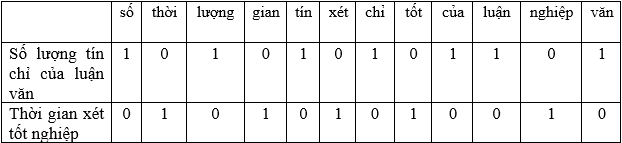 số thời lượng gian tín xét chỉ tốt của luận nghiệp văn
Số lượng tín 1 0 1 0 1 0 1 0 1 1 0 1
chỉ của luận
văn
Thời gian xét 0 1 0 1 0 1 0 1 0 0 1 0
tốt nghiệp